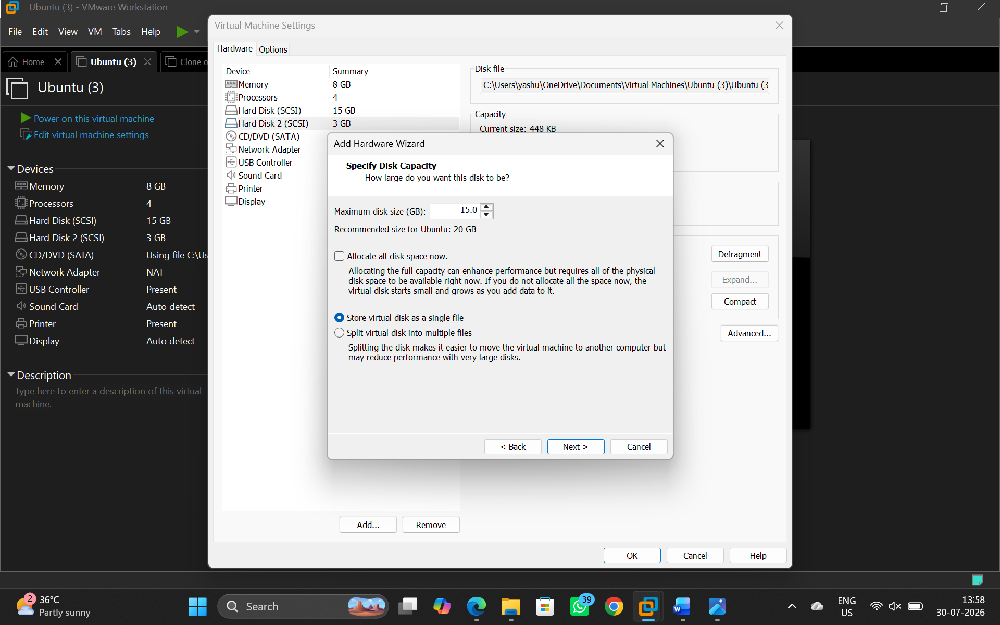 Ubuntu (3) - VMware Workstation
File Edit View VM Tabs Help
Home Ubuntu (3) Clone o
Ubuntu (3)
Power on this virtual machine
Edit virtual machine settings
Devices
Memory 8 GB
Processors 4
Hard Disk (SCSI) 15 GB
Hard Disk 2 (SCSI) 3 GB
CD/DVD (SATA) Using file C:\Us
Network Adapter NAT
USB Controller Present
Sound Card Auto detect
Printer Present
Display Auto detect
Description
Type here to enter a description of this virtual
machine.
Virtual Machine Settings
Hardware Options
Device Summary
Memory 8 GB
Processors 4
Hard Disk (SCSI) 15 GB
Hard Disk 2 (SCSI) 3 GB
CD/DVD (SATA)
Network Adapter
USB Controller
Sound Card
Printer
Display
Add... Remove
Disk file
C:\Users\yashu\OneDrive\Documents\Virtual Machines\Ubuntu (3)\Ubuntu (3
Capacity
Current size: 448 KB
Defragment
Expand...
Compact
Advanced...
OK Cancel Help
Add Hardware Wizard
Specify Disk Capacity
How large do you want this disk to be?
Maximum disk size (GB): 15.0
Recommended size for Ubuntu: 20 GB
Allocate all disk space now.
Allocating the full capacity can enhance performance but requires all of the physical
disk space to be available right now. If you do not allocate all the space now, the
virtual disk starts small and grows as you add data to it.
Store virtual disk as a single file
Split virtual disk into multiple files
Splitting the disk makes it easier to move the virtual machine to another computer but
may reduce performance with very large disks.
< Back Next > Cancel
2
36°C
Partly sunny
Search
39
W
ENG
US
13:58
30-07-2026